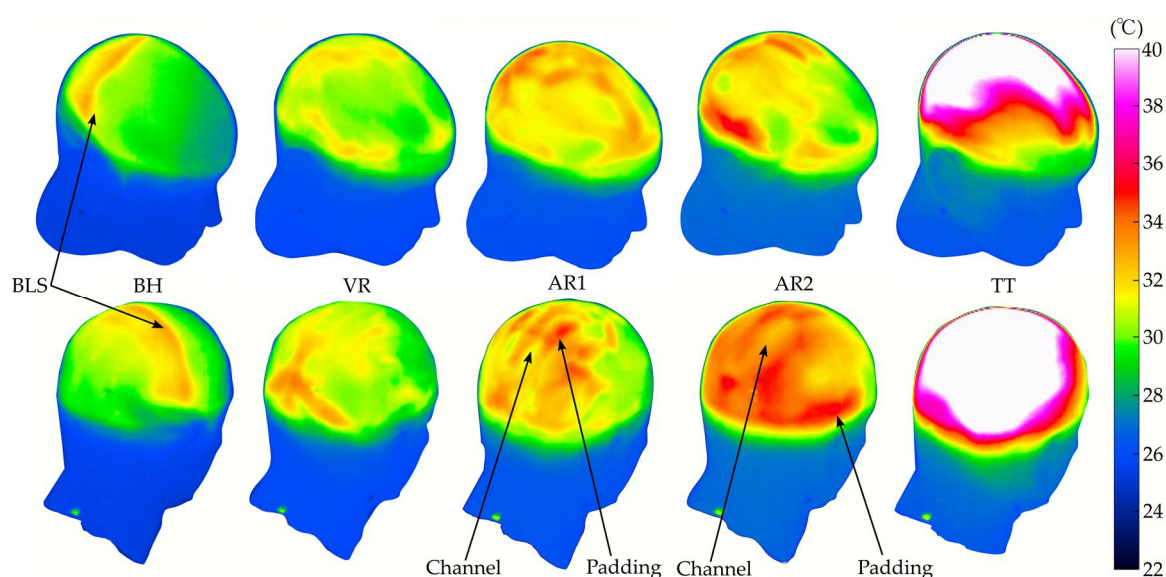 (°C)
40
38
36
34
32
30
28
26
24
22
BLS
BH
VR
AR1
AR2
TT
Channel
Padding
Channel
Padding